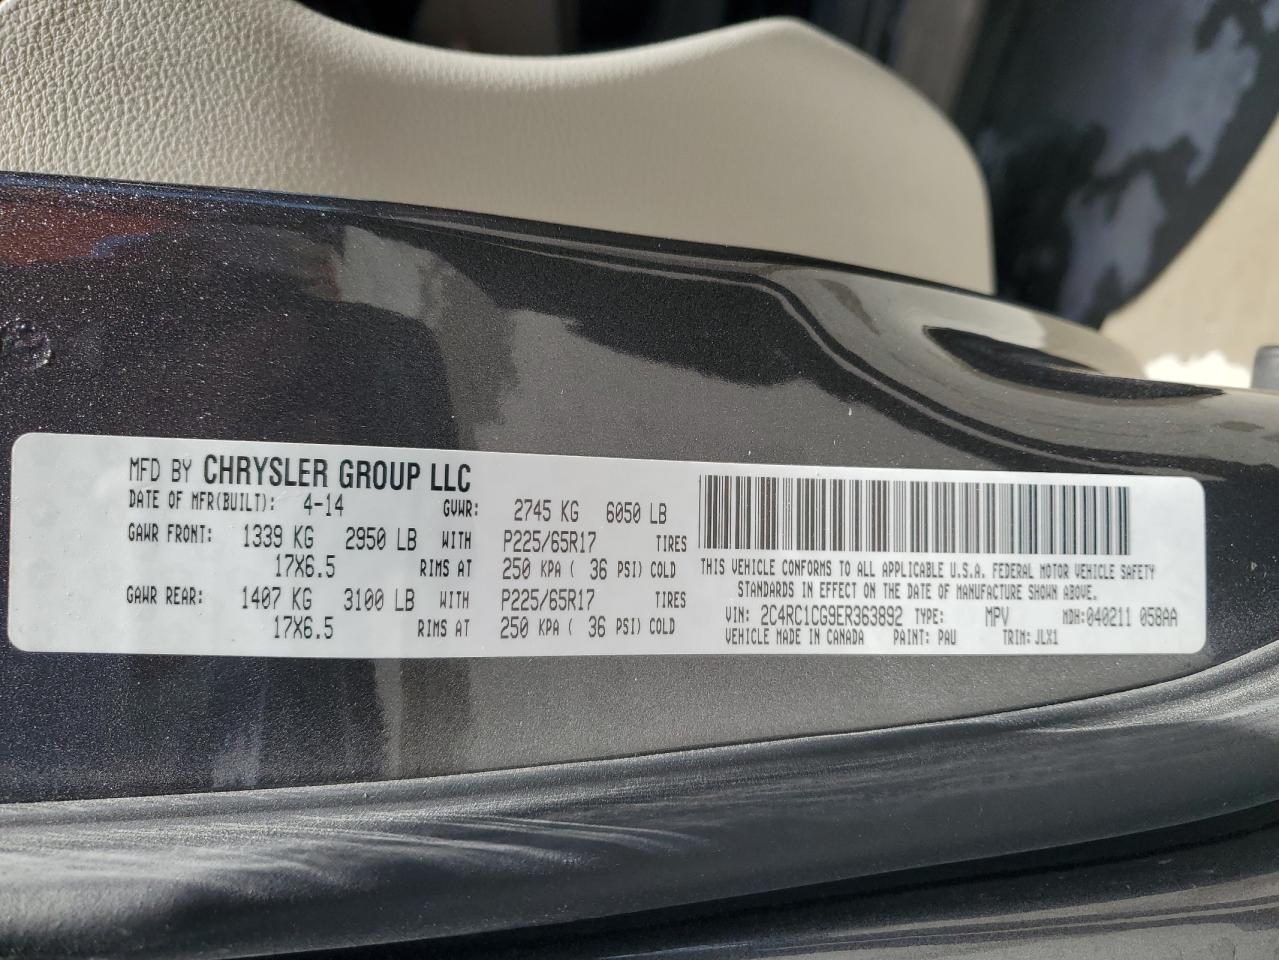 MFD BY CHRYSLER GROUP LLC
DATE OF MFR(BUILT): 4-14 GVWR: 2745 KG 6050 LB
GAWR FRONT: 1339 KG 2950 LB WITH P225/65R17 TIRES
17X6.5 RIMS AT 250 KPA ( 36 PSI) COLD
GAWR REAR: 1407 KG 3100 LB WITH P225/65R17 TIRES
17X6.5 RIMS AT 250 KPA ( 36 PSI) COLD
THIS VEHICLE CONFORMS TO ALL APPLICABLE U.S.A. FEDERAL MOTOR VEHICLE SAFETY
STANDARDS IN EFFECT ON THE DATE OF MANUFACTURE SHOWN ABOVE.
VIN: 2C4RC1CG9ER363892 TYPE: MPV MDH:040211 058AA
VEHICLE MADE IN CANADA PAINT: PAU TRIM: JLX1